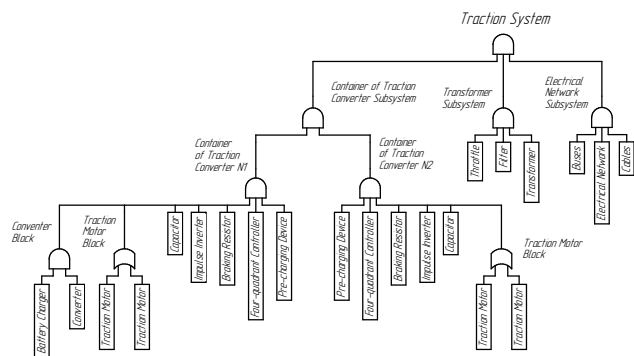 Traction System
Container of Traction
Converter Subsystem
Transformer
Subsystem
Electrical
Network
Subsystem
Container
of Traction
Converter N1
Container
of Traction
Converter N2
Throttle
Filter
Transformer
Buses
Electrical Network
Cables
Conventer
Block
Traction
Motor
Block
Capacitor
Impulse Inverter
Braking Resistor
Four-quadrant Controller
Pre-charging Device
Pre-charging Device
Four-quadrant Controller
Braking Resistor
Impulse Inverter
Capacitor
Traction Motor
Block
Battery Charger
Converter
Traction Motor
Traction Motor
Traction Motor
Traction Motor